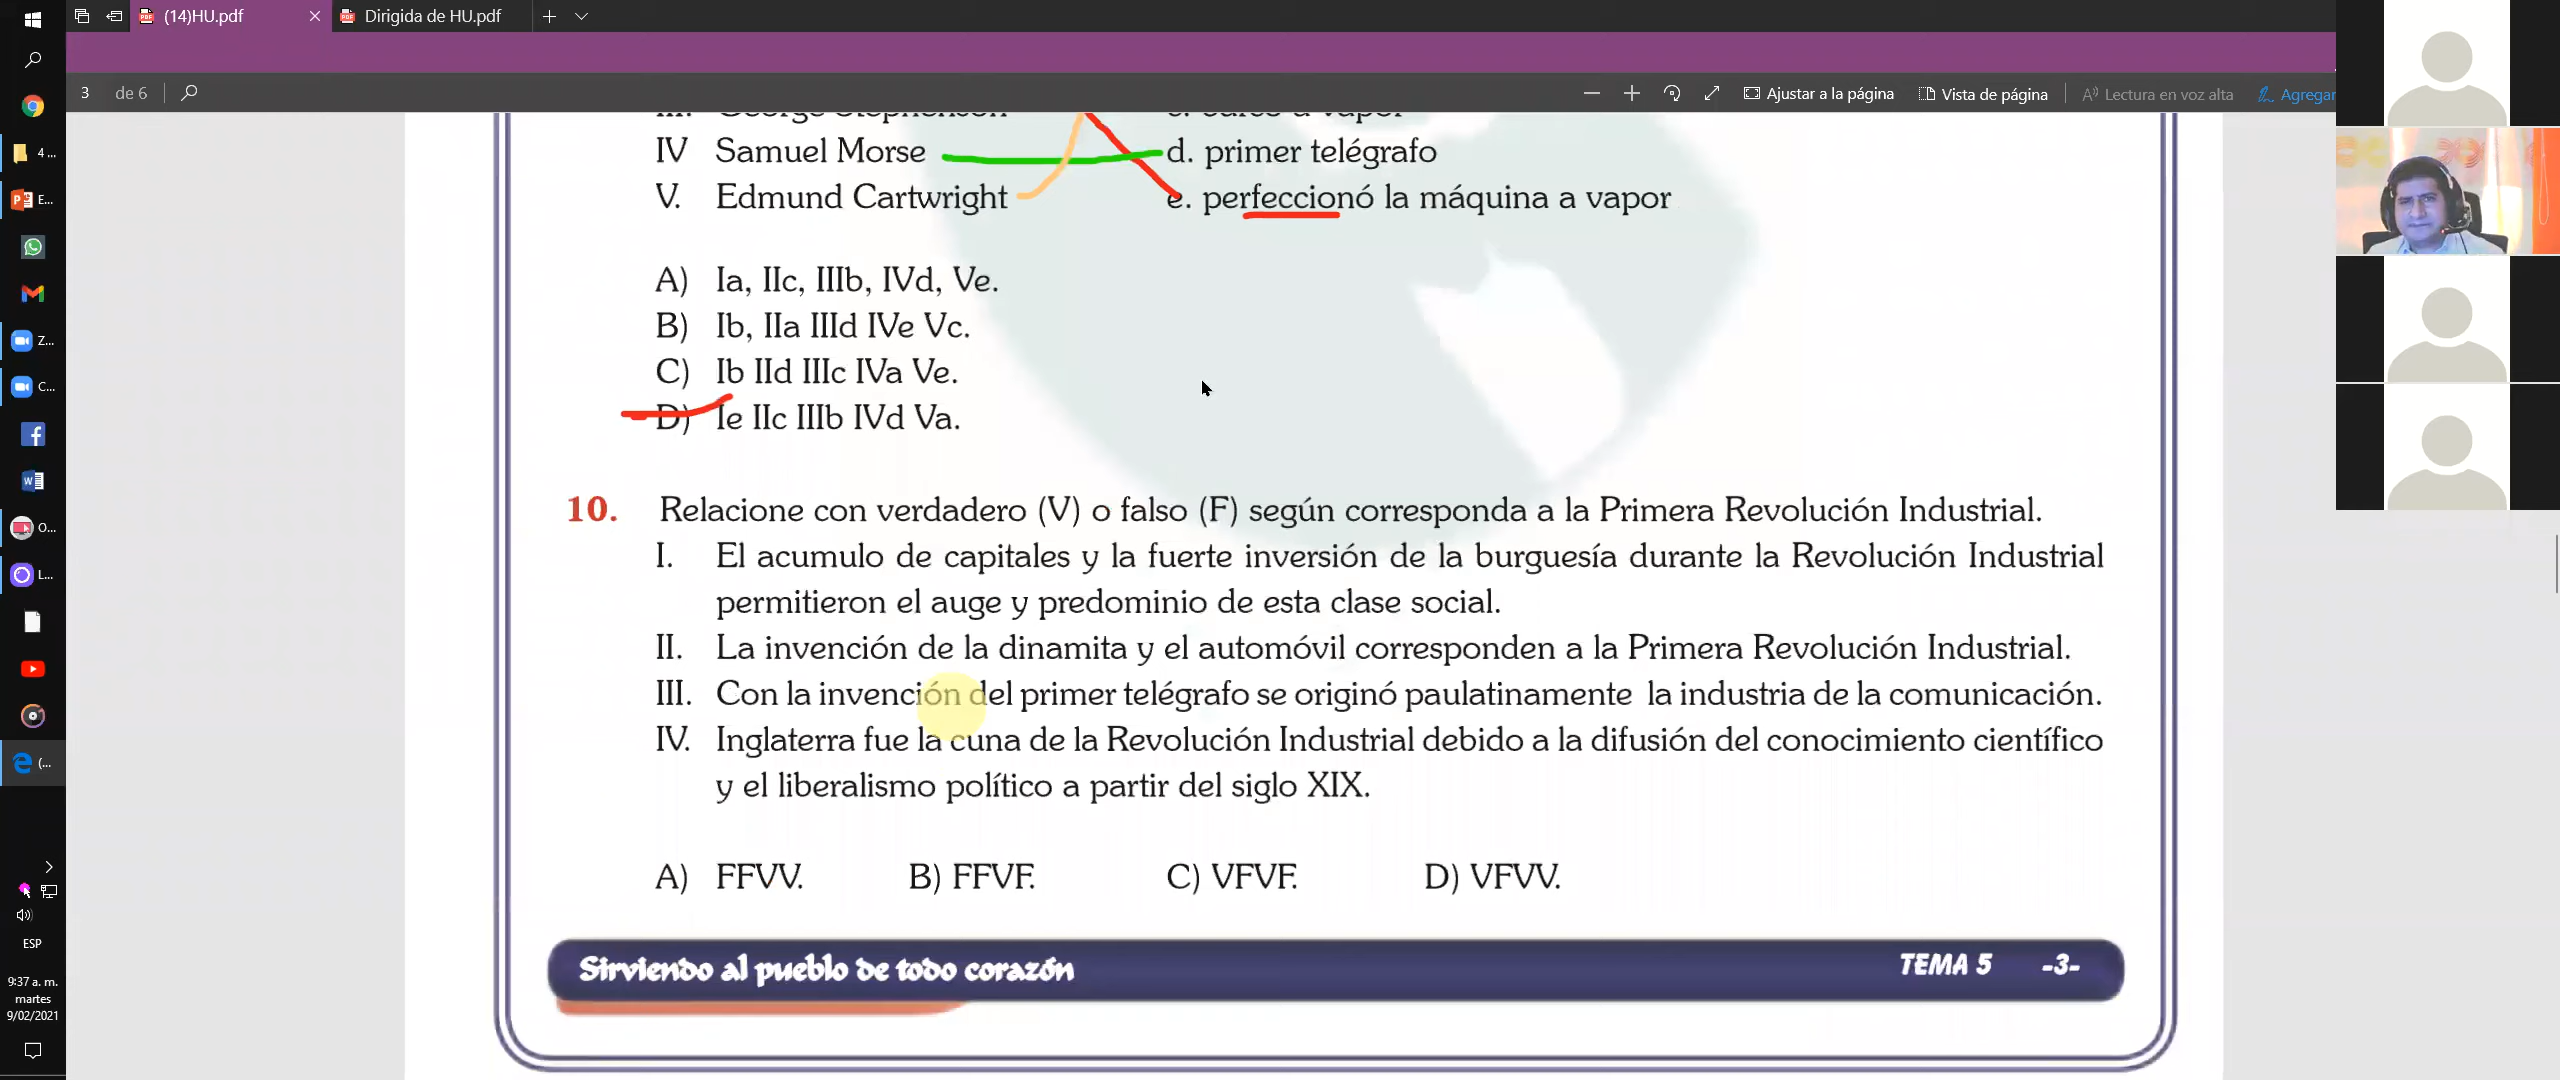 (14)HU.pdf
Dirigida de HU.pdf
3 de 6
Ajustar a la página
Vista de página
Lectura en voz alta
Agregar
III. George Stephenson
IV Samuel Morse d. primer telégrafo
V. Edmund Cartwright e. perfeccionó la máquina a vapor
A) Ia, IIc, IIIb, IVd, Ve.
B) Ib, IIa IIId IVe Vc.
C) Ib IId IIIc IVa Ve.
D) Ie IIc IIIb IVd Va.
10. Relacione con verdadero (V) o falso (F) según corresponda a la Primera Revolución Industrial.
I. El acumulo de capitales y la fuerte inversión de la burguesía durante la Revolución Industrial
permitieron el auge y predominio de esta clase social.
II. La invención de la dinamita y el automóvil corresponden a la Primera Revolución Industrial.
III. Con la invención del primer telégrafo se originó paulatinamente la industria de la comunicación.
IV. Inglaterra fue la cuna de la Revolución Industrial debido a la difusión del conocimiento científico
y el liberalismo político a partir del siglo XIX.
A) FFVV. B) FFVF. C) VFVF. D) VFVV.
Sirviendo al pueblo de todo corazón
TEMA 5 -3-
4 ...
E...
Z...
C...
O...
L...
(...
ESP
9:37 a. m.
martes
9/02/2021